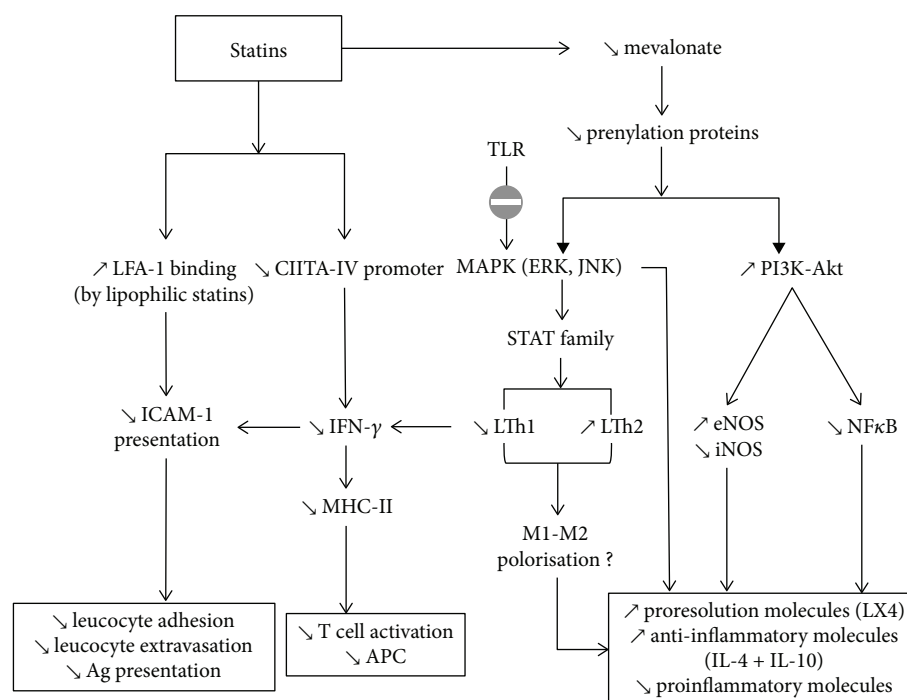 Statins
↘ mevalonate
↘ prenylation proteins
TLR
↗ LFA-1 binding
(by lipophilic statins)
↘ CIITA-IV promoter
MAPK (ERK, JNK)
↗ PI3K-Akt
STAT family
↘ ICAM-1
presentation
↘ IFN-γ
↘ LTh1
↗ LTh2
↗ eNOS
↘ iNOS
↘ NFκB
↘ MHC-II
M1-M2
polorisation ?
↘ leucocyte adhesion
↘ leucocyte extravasation
↘ Ag presentation
↘ T cell activation
↘ APC
↗ proresolution molecules (LX4)
↗ anti-inflammatory molecules
(IL-4 + IL-10)
↘ proinflammatory molecules